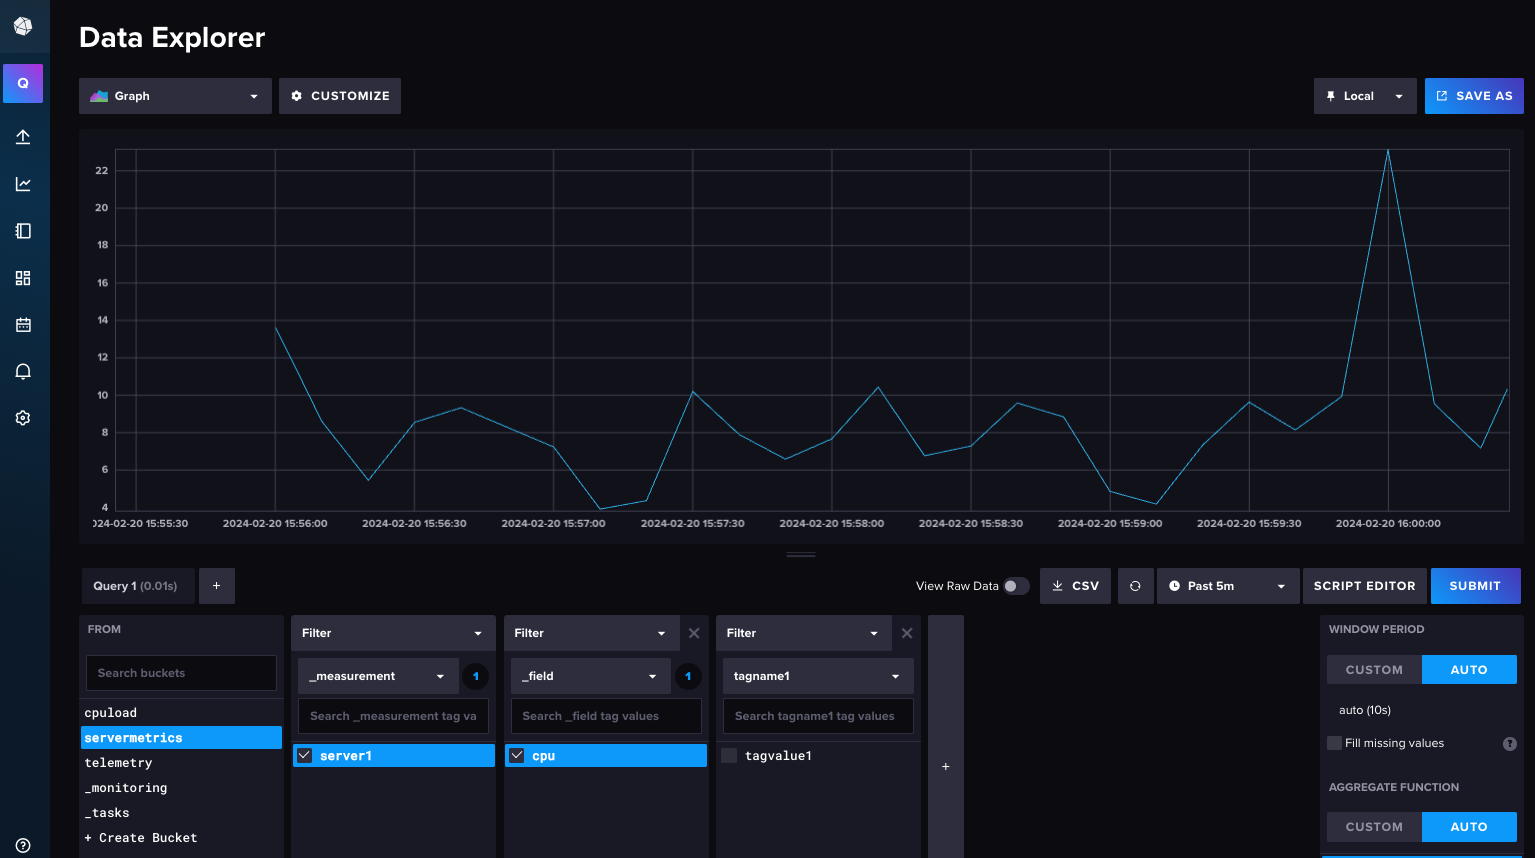 Data Explorer
Q
Graph
CUSTOMIZE
Local
SAVE AS
22
20
18
16
14
12
10
8
6
4
024-02-20 15:55:30 2024-02-20 15:56:00 2024-02-20 15:56:30 2024-02-20 15:57:00 2024-02-20 15:57:30 2024-02-20 15:58:00 2024-02-20 15:58:30 2024-02-20 15:59:00 2024-02-20 15:59:30 2024-02-20 16:00:00
Query 1 (0.01s)
+
View Raw Data
CSV
Past 5m
SCRIPT EDITOR
SUBMIT
FROM
Search buckets
cpuload
servermetrics
telemetry
_monitoring
_tasks
+ Create Bucket
Filter
_measurement
1
Search _measurement tag va
server1
Filter
_field
1
Search _field tag values
cpu
Filter
tagname1
Search tagname1 tag values
tagvalue1
+
WINDOW PERIOD
CUSTOM
AUTO
auto (10s)
Fill missing values
?
AGGREGATE FUNCTION
CUSTOM
AUTO
?